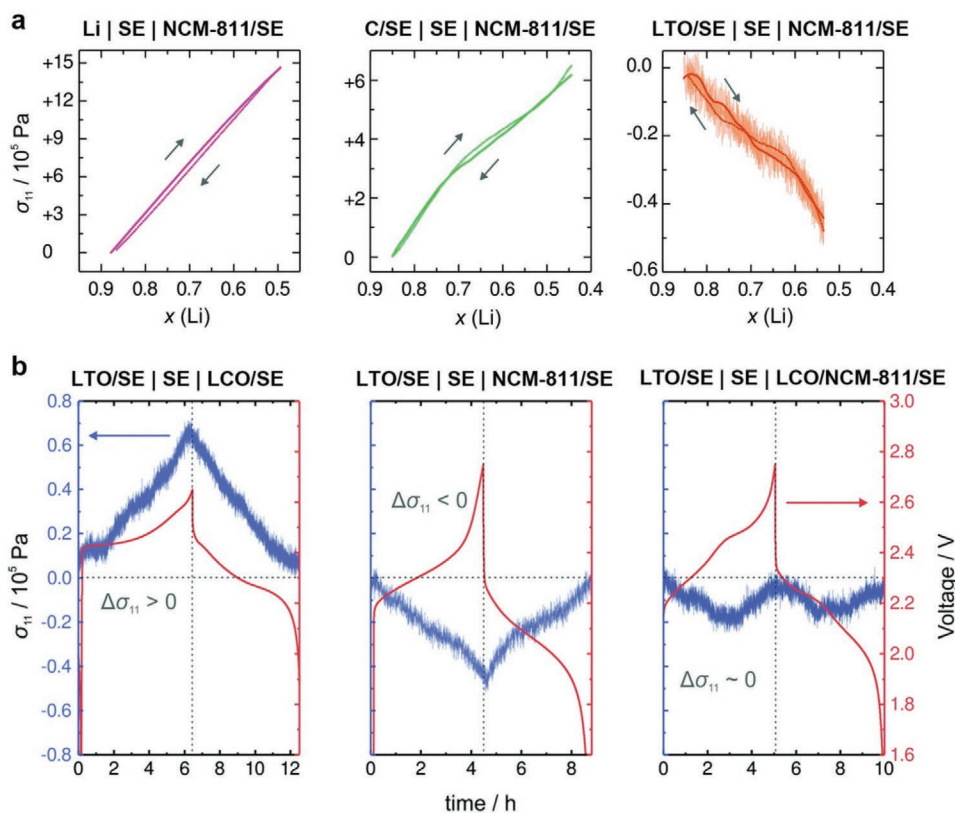 a
Li | SE | NCM-811/SE
C/SE | SE | NCM-811/SE
LTO/SE | SE | NCM-811/SE
σ₁₁ / 10⁵ Pa
+15
+12
+9
+6
+3
0
0.9 0.8 0.7 0.6 0.5
x (Li)
+6
+4
+2
0
0.9 0.8 0.7 0.6 0.5 0.4
x (Li)
0.0
-0.2
-0.4
-0.6
0.9 0.8 0.7 0.6 0.5 0.4
x (Li)
b
LTO/SE | SE | LCO/SE
LTO/SE | SE | NCM-811/SE
LTO/SE | SE | LCO/NCM-811/SE
σ₁₁ / 10⁵ Pa
0.8
0.6
0.4
0.2
0.0
-0.2
-0.4
-0.6
-0.8
Δσ₁₁ > 0
0 2 4 6 8 10 12
Δσ₁₁ < 0
0 2 4 6 8
Δσ₁₁ ~ 0
0 2 4 6 8 10
3.0
2.8
2.6
2.4
2.2
2.0
1.8
1.6
Voltage / V
time / h